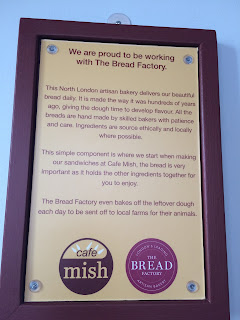 We are proud to be working
with The Bread Factory.
This North London artisan bakery delivers our beautiful
bread daily. It is made the way it was hundreds of years
ago, giving the dough time to develop flavour. All the
breads are hand made by skilled bakers with patience
and care. Ingredients are source ethically and locally
where possible.
This simple component is where we start when making
our sandwiches at Cafe Mish, the bread is very
important as it holds the other ingredients together for
you to enjoy.
The Bread Factory even bakes off the leftover dough
each day to be sent off to local farms for their animals.
cafe
mish
THE
BREAD
FACTORY
ARTISAN BAKERY